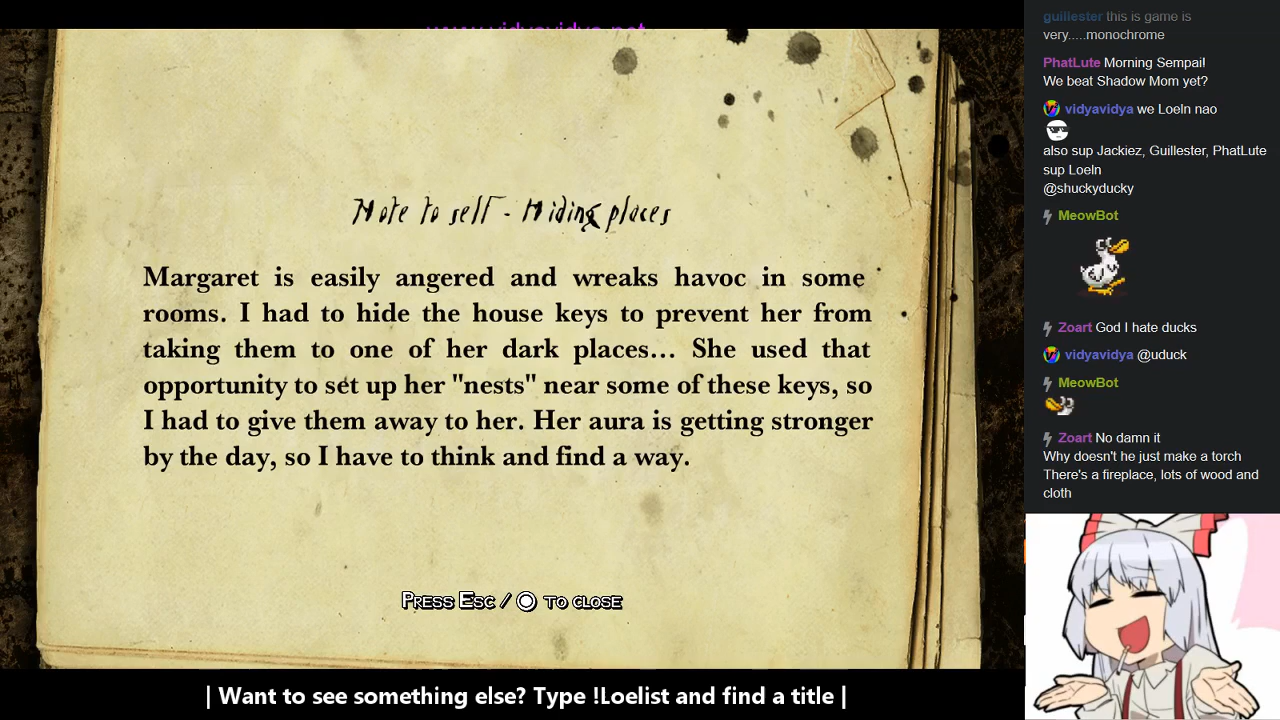 www.vidyavidya.net
Note to self - Hiding places
Margaret is easily angered and wreaks havoc in some
rooms. I had to hide the house keys to prevent her from
taking them to one of her dark places... She used that
opportunity to set up her "nests" near some of these keys, so
I had to give them away to her. Her aura is getting stronger
by the day, so I have to think and find a way.
Press Esc / to close
| Want to see something else? Type !Loelist and find a title |
guillester this is game is
very.....monochrome
PhatLute Morning Sempai!
We beat Shadow Mom yet?
vidyavidya we Loeln nao
also sup Jackiez, Guillester, PhatLute
sup Loeln
@shuckyducky
MeowBot
Zoart God I hate ducks
vidyavidya @uduck
MeowBot
Zoart No damn it
Why doesn't he just make a torch
There's a fireplace, lots of wood and
cloth